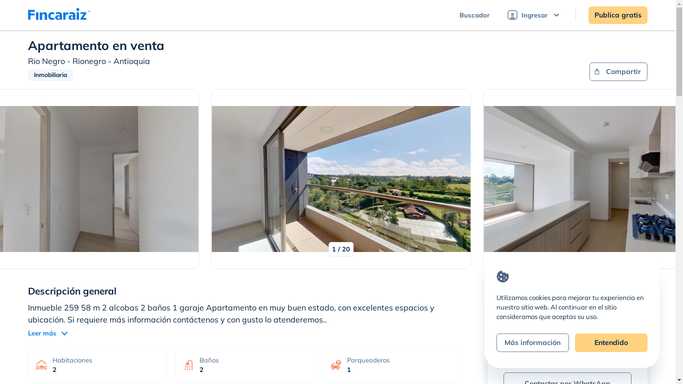 Fincaraiz
Buscador
Ingresar
Publica gratis
Apartamento en venta
Rio Negro - Rionegro - Antioquia
Inmobiliaria
Compartir
1 / 20
Descripción general
Inmueble 259 58 m 2 alcobas 2 baños 1 garaje Apartamento en muy buen estado, con excelentes espacios y
ubicación. Si requiere más información contáctenos y con gusto lo atenderemos..
Leer más
Habitaciones
2
Baños
2
Parqueaderos
1
Utilizamos cookies para mejorar tu experiencia en
nuestro sitio web. Al continuar en el sitio
consideramos que aceptas su uso.
Más información
Entendido
Contactar por WhatsApp